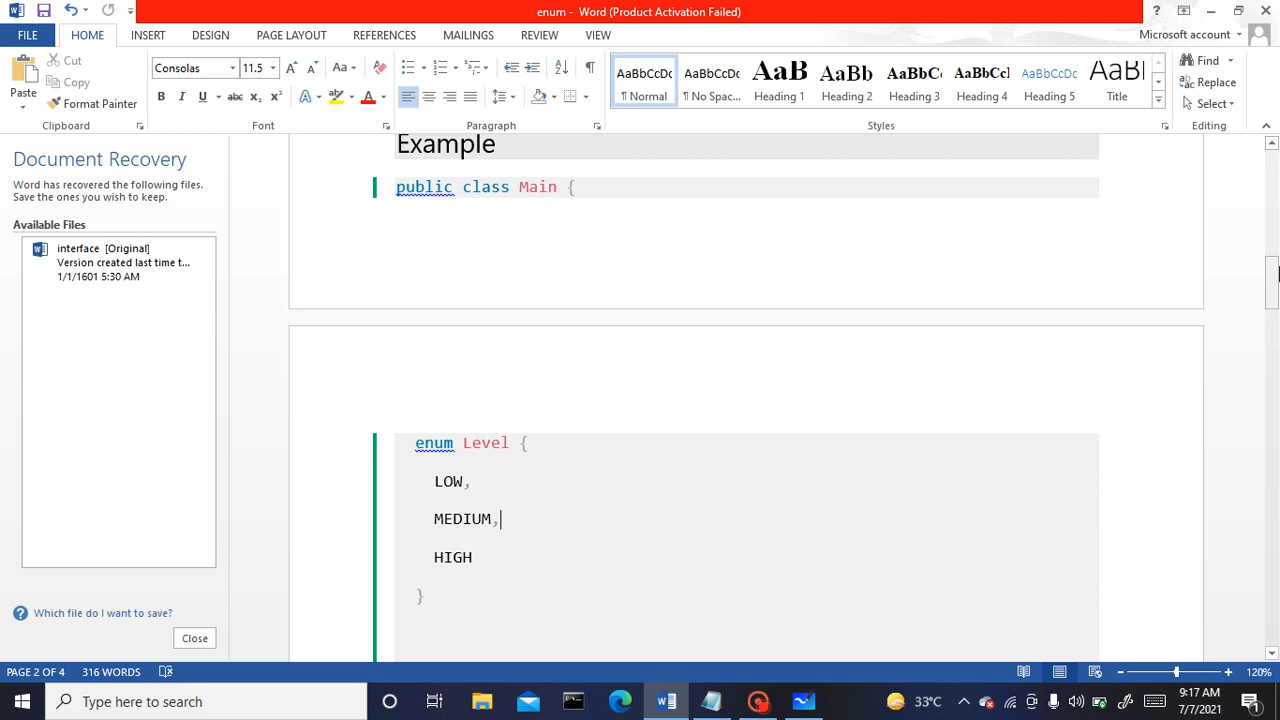 enum - Word (Product Activation Failed)
FILE HOME INSERT DESIGN PAGE LAYOUT REFERENCES MAILINGS REVIEW VIEW Microsoft account
Paste
Cut
Copy
Format Painter
Clipboard
Consolas 11.5
Font
Paragraph
AaBbCcDc AaBbCcDc AaB AaBb AaBbC AaBbCcI AaBbCcDc AaBl
¶ Normal ¶ No Spac... Heading 1 Heading 2 Heading 3 Heading 4 Heading 5 Title
Styles
Find
Replace
Select
Editing
Document Recovery
Word has recovered the following files.
Save the ones you wish to keep.
Available Files
interface [Original]
Version created last time t...
1/1/1601 5:30 AM
Which file do I want to save?
Close
Example
public class Main {
enum Level {
LOW,
MEDIUM,
HIGH
}
PAGE 2 OF 4 316 WORDS 120%
Type here to search
33°C
9:17 AM
7/7/2021